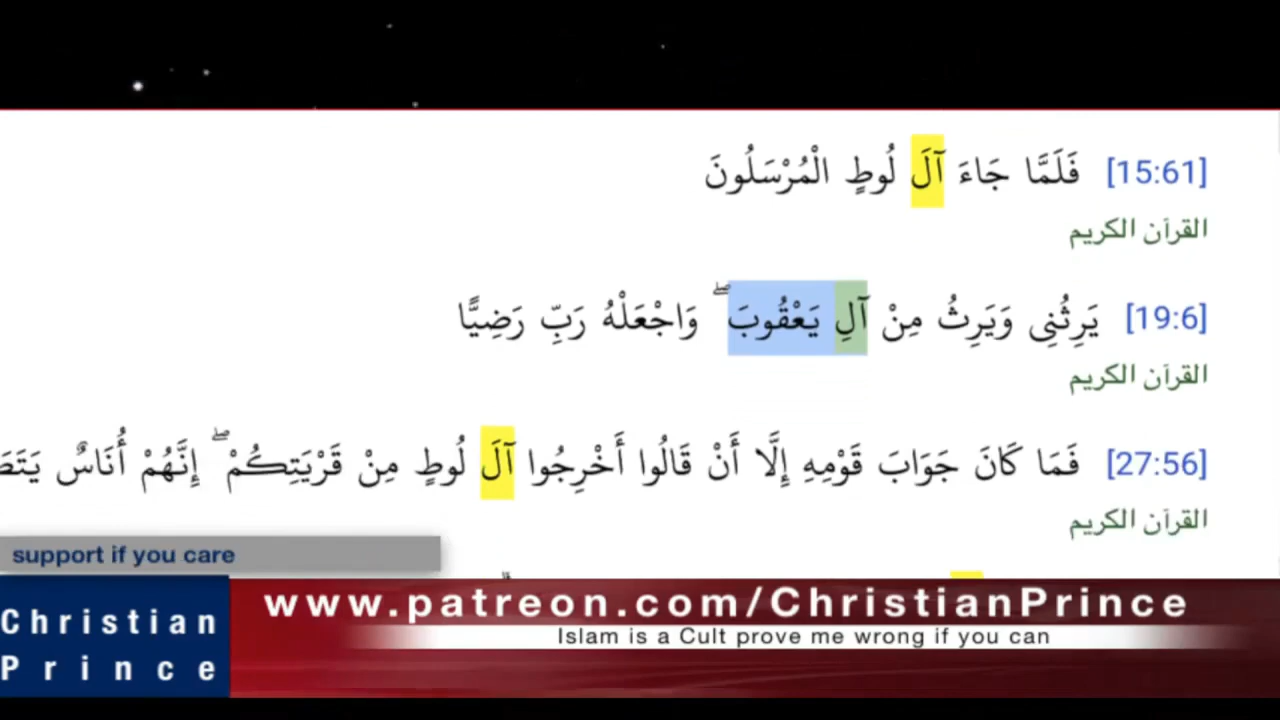 [15:61] فَلَمَّا جَاءَ آلَ لُوطٍ الْمُرْسَلُونَ
القرآن الكريم
[19:6] يَرِثُنِى وَيَرِثُ مِنْ آلِ يَعْقُوبَ ۖ وَاجْعَلْهُ رَبِّ رَضِيًّا
القرآن الكريم
[27:56] فَمَا كَانَ جَوَابَ قَوْمِهِ إِلَّا أَنْ قَالُوا أَخْرِجُوا آلَ لُوطٍ مِنْ قَرْيَتِكُمْ ۖ إِنَّهُمْ أُنَاسٌ
القرآن الكريم
support if you care
Christian
Prince
www.patreon.com/ChristianPrince
Islam is a Cult prove me wrong if you can